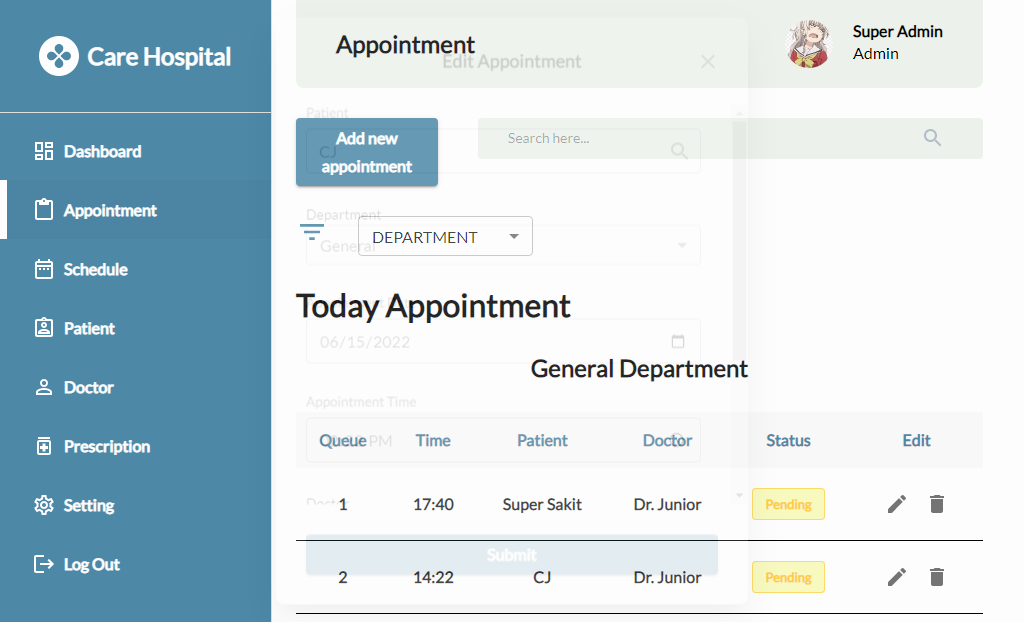 Care Hospital
Dashboard
Appointment
Schedule
Patient
Doctor
Prescription
Setting
Log Out
Appointment
Super Admin
Admin
Edit Appointment
Patient
CJ
Add new
appointment
Search here...
Department
General
DEPARTMENT
Today Appointment
06/15/2022
General Department
Appointment Time
PM
Queue Time Patient Doctor Status Edit
1 17:40 Super Sakit Dr. Junior Pending
Submit
2 14:22 CJ Dr. Junior Pending